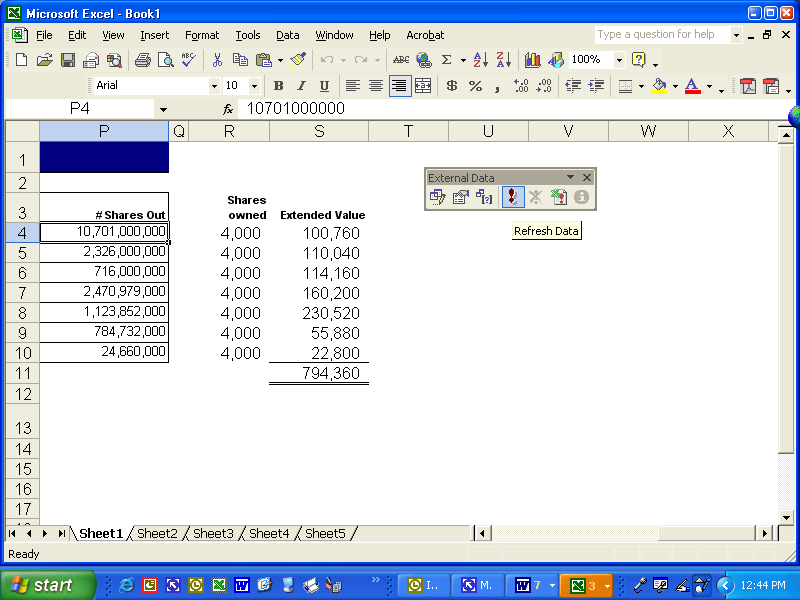 Microsoft Excel - Book1
File Edit View Insert Format Tools Data Window Help Acrobat
Type a question for help
ABC Σ 100%
Arial 10 B I U $ % ,
P4 fx 10701000000
P Q R S T U V W X
1
2
External Data
3 # Shares Out Shares owned Extended Value
Refresh Data
4 10,701,000,000 4,000 100,760
5 2,326,000,000 4,000 110,040
6 716,000,000 4,000 114,160
7 2,470,979,000 4,000 160,200
8 1,123,852,000 4,000 230,520
9 784,732,000 4,000 55,880
10 24,660,000 4,000 22,800
11 794,360
12
13
14
15
16
17
Sheet1 Sheet2 Sheet3 Sheet4 Sheet5
Ready
start I.. M. 7 3 12:44 PM